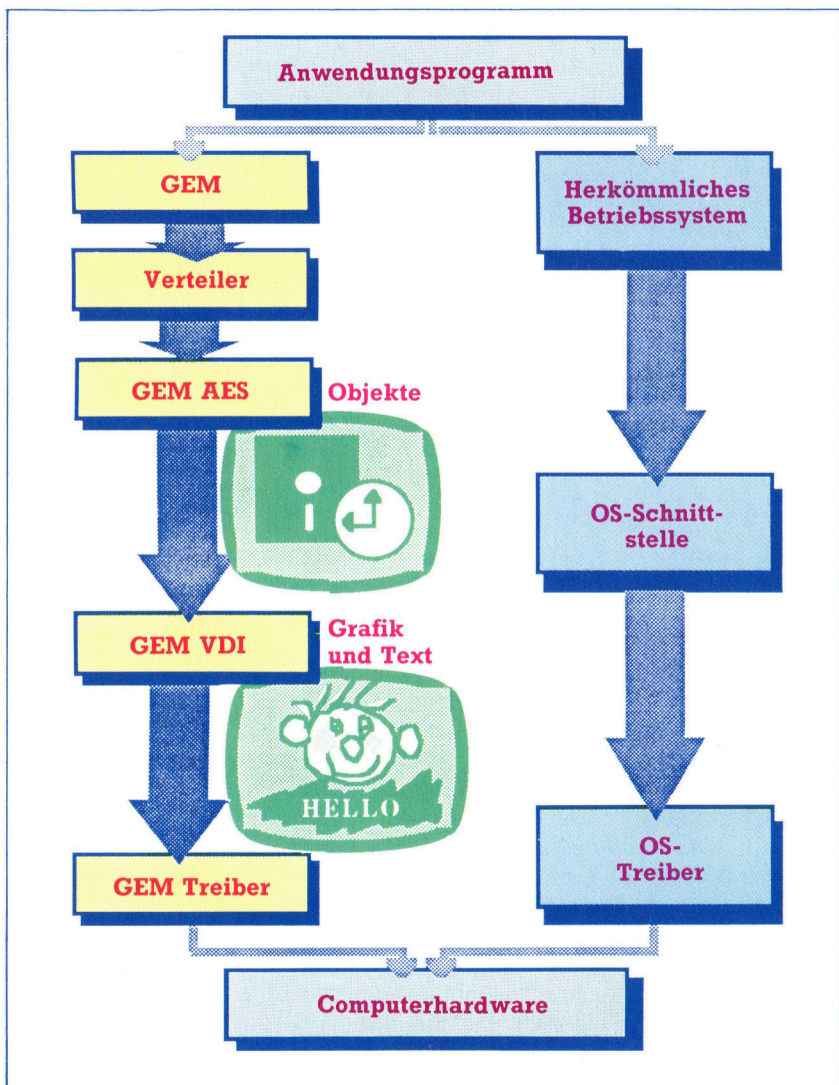 Anwendungsprogramm
GEM
Herkömmliches
Betriebssystem
Verteiler
GEM AES
Objekte
OS-Schnitt-
stelle
GEM VDI
Grafik
und Text
HELLO
GEM Treiber
OS-
Treiber
Computerhardware